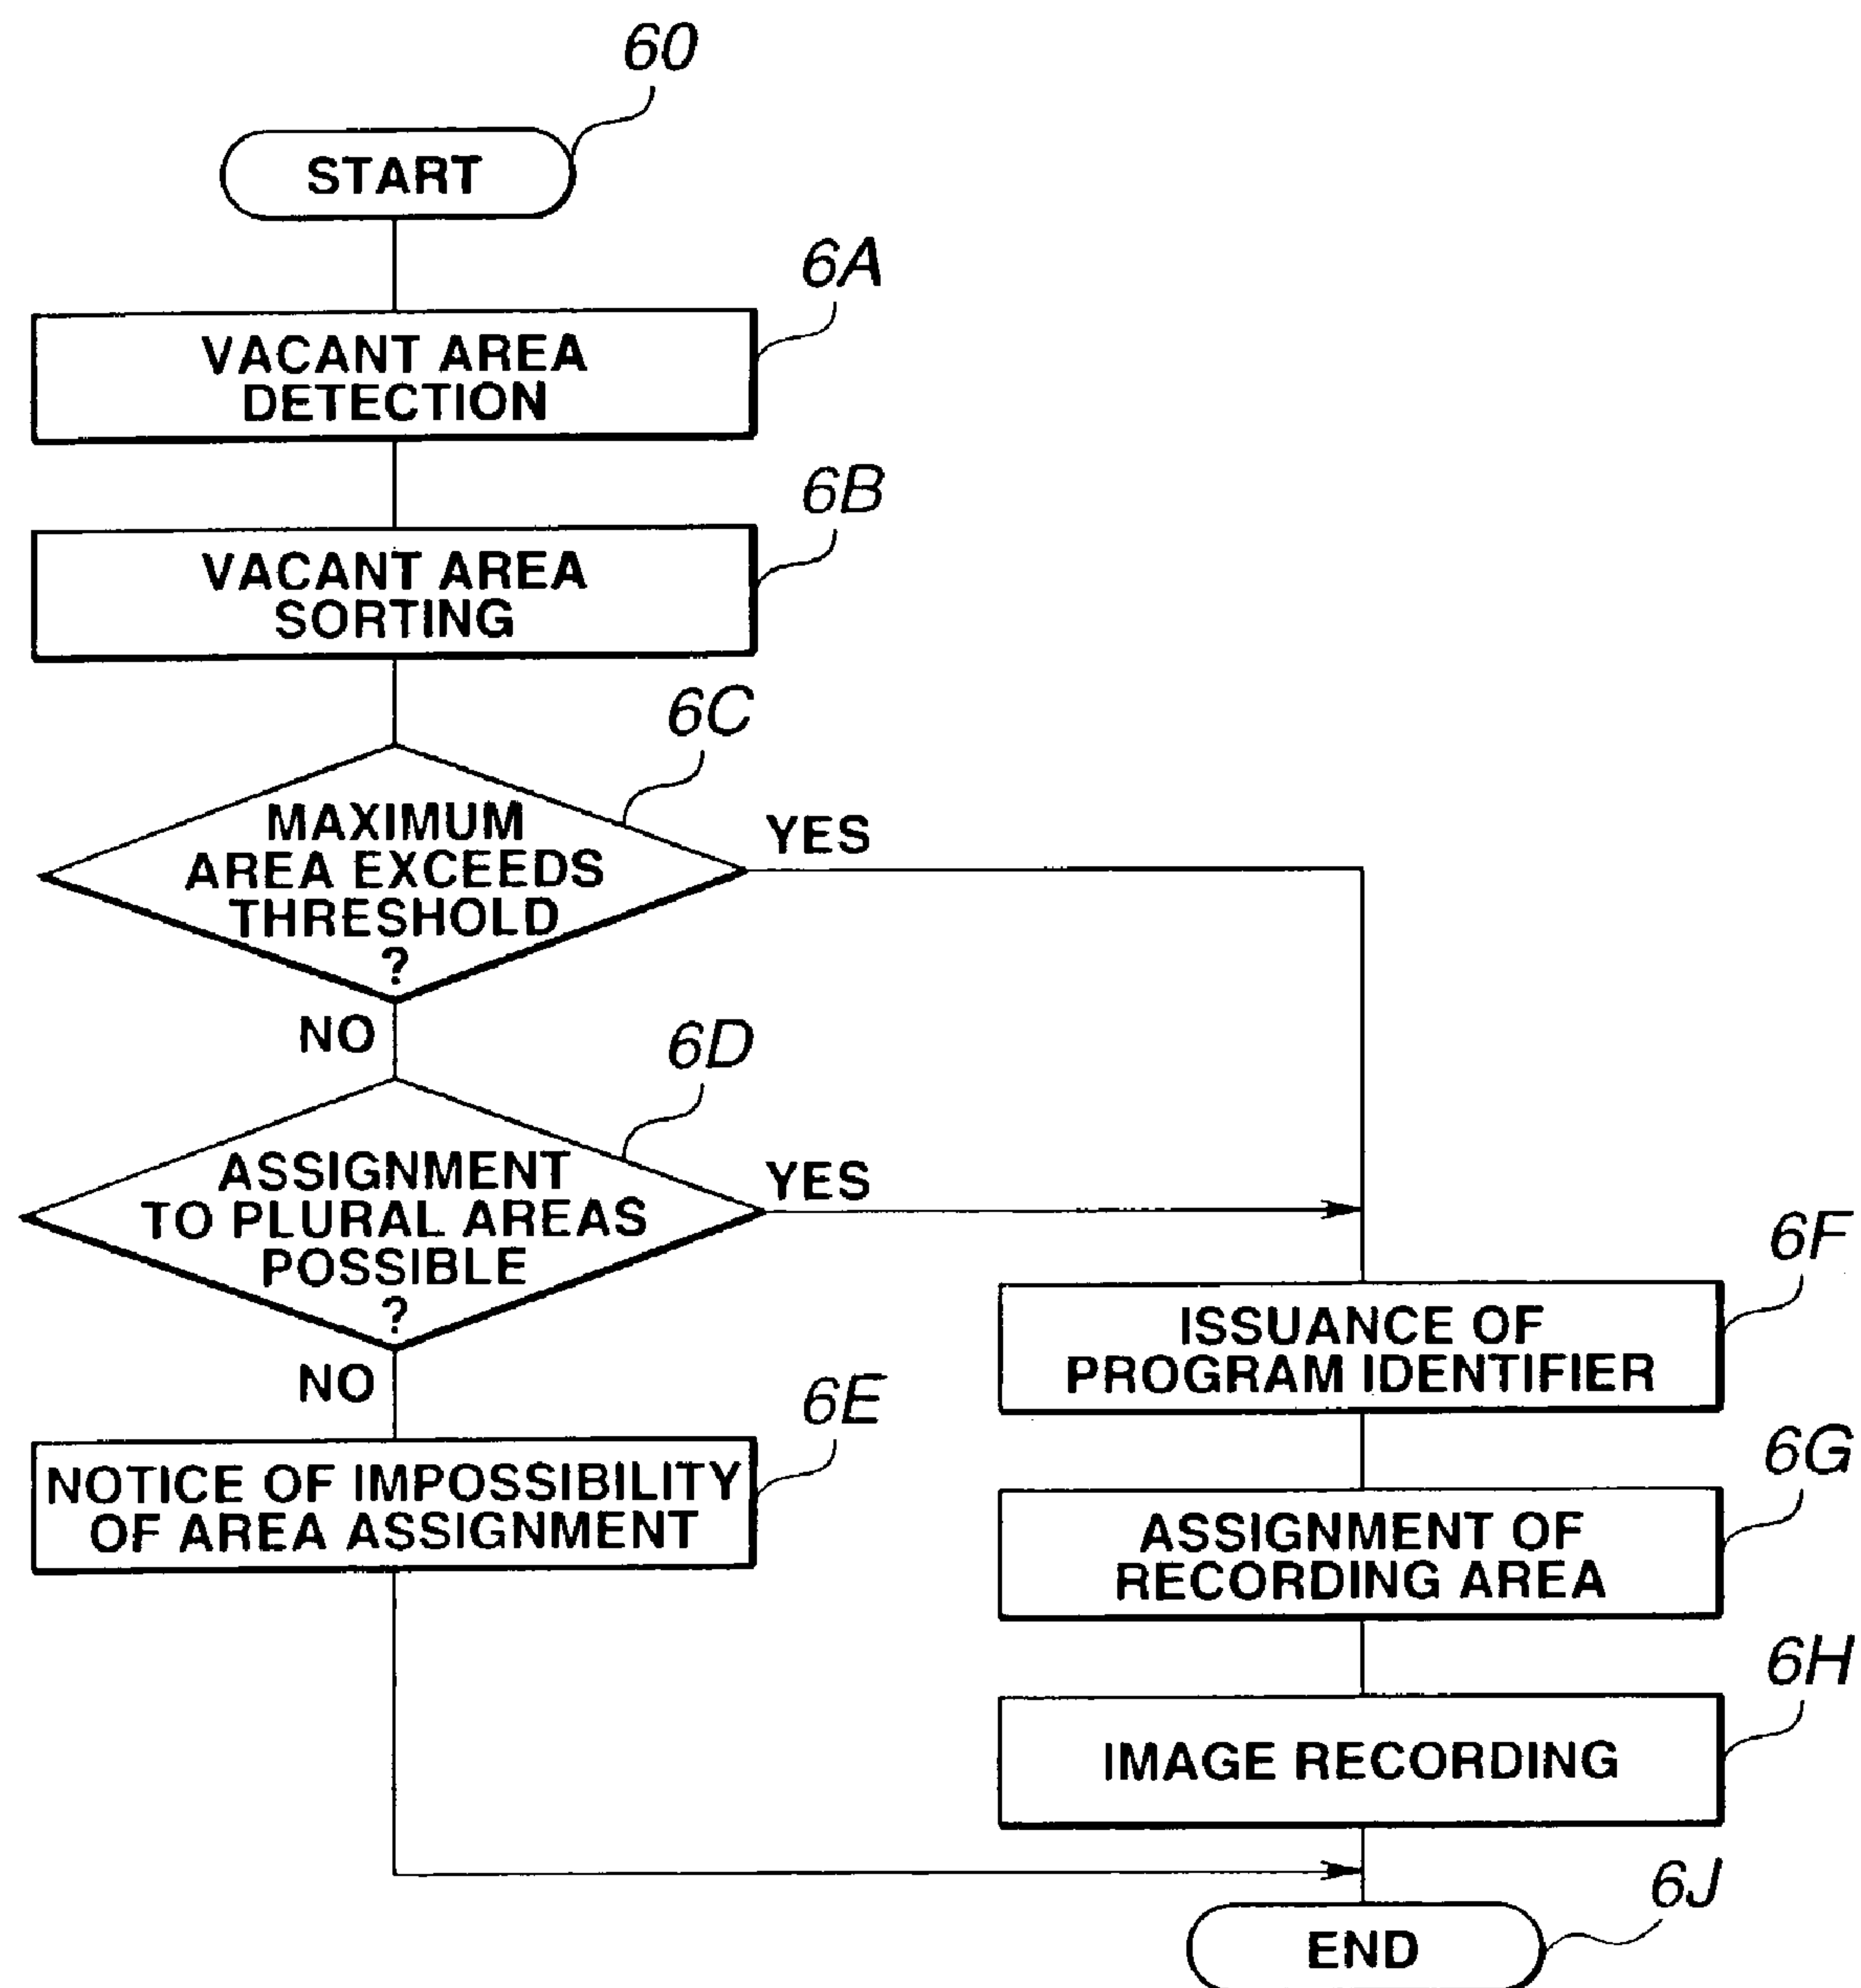 60
START
6A
VACANT AREA
DETECTION
6B
VACANT AREA
SORTING
6C
MAXIMUM
AREA EXCEEDS
THRESHOLD
?
YES
NO
6D
ASSIGNMENT
TO PLURAL AREAS
POSSIBLE
?
YES
NO
6E
NOTICE OF IMPOSSIBILITY
OF AREA ASSIGNMENT
6F
ISSUANCE OF
PROGRAM IDENTIFIER
6G
ASSIGNMENT OF
RECORDING AREA
6H
IMAGE RECORDING
6J
END